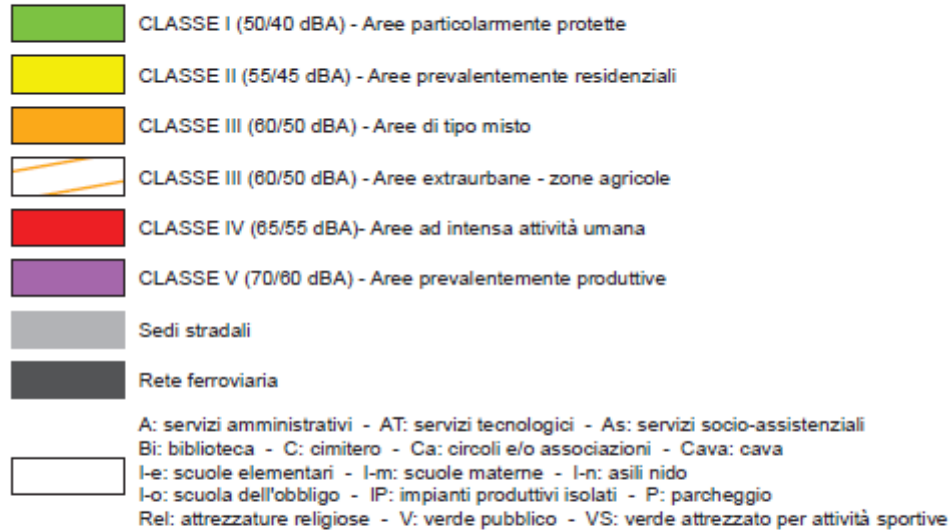 CLASSE I (50/40 dBA) - Aree particolarmente protette
CLASSE II (55/45 dBA) - Aree prevalentemente residenziali
CLASSE III (60/50 dBA) - Aree di tipo misto
CLASSE III (60/50 dBA) - Aree extraurbane - zone agricole
CLASSE IV (65/55 dBA)- Aree ad intensa attività umana
CLASSE V (70/60 dBA) - Aree prevalentemente produttive
Sedi stradali
Rete ferroviaria
A: servizi amministrativi - AT: servizi tecnologici - As: servizi socio-assistenziali
Bi: biblioteca - C: cimitero - Ca: circoli e/o associazioni - Cava: cava
I-e: scuole elementari - I-m: scuole materne - I-n: asili nido
I-o: scuola dell'obbligo - IP: impianti produttivi isolati - P: parcheggio
Rel: attrezzature religiose - V: verde pubblico - VS: verde attrezzato per attività sportive